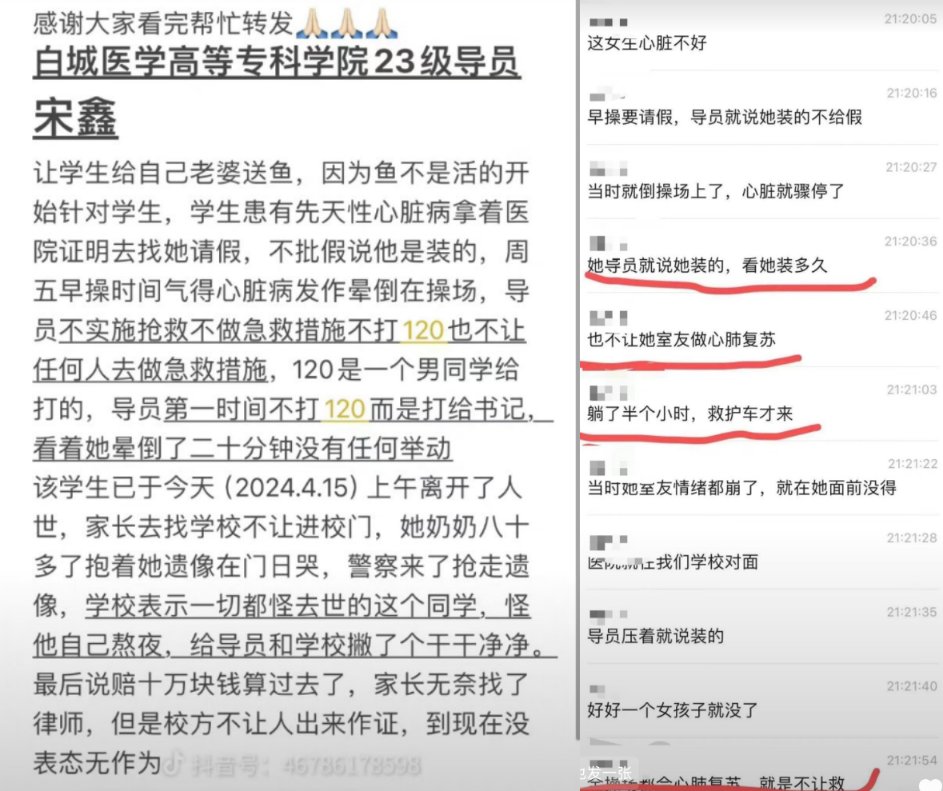 感谢大家看完帮忙转发🙏🏻🙏🏻🙏🏻
白城医学高等专科学院23级导员
宋鑫
让学生给自己老婆送鱼，因为鱼不是活的开
始针对学生，学生患有先天性心脏病拿着医
院证明去找她请假，不批假说他是装的，周
五早操时间气得心脏病发作晕倒在操场，导
员不实施抢救不做急救措施不打120也不让
任何人去做急救措施，120是一个男同学给
打的，导员第一时间不打120而是打给书记，
看着她晕倒了二十分钟没有任何举动
该学生已于今天（2024.4.15）上午离开了人
世，家长去找学校不让进校门，她奶奶八十
多了抱着她遗像在门日哭，警察来了抢走遗
像，学校表示一切都怪去世的这个同学，怪
他自己熬夜，给导员和学校撇了个干干净净。
最后说赔十万块钱算过去了，家长无奈找了
律师，但是校方不让人出来作证，到现在没
表态无作为
抖音号：46786178598
21:20:05
这女生心脏不好
21:20:16
早操要请假，导员就说她装的不给假
21:20:27
当时就倒操场上了，心脏就骤停了
21:20:36
她导员就说她装的，看她装多久
21:20:46
也不让她室友做心肺复苏
21:21:03
躺了半个小时，救护车才来
21:21:22
当时她室友情绪都崩了，就在她面前没得
21:21:28
医院就在我们学校对面
21:21:35
导员压着就说装的
21:21:40
好好一个女孩子就没了
21:21:54
发一张
都会心肺复苏，就是不让救